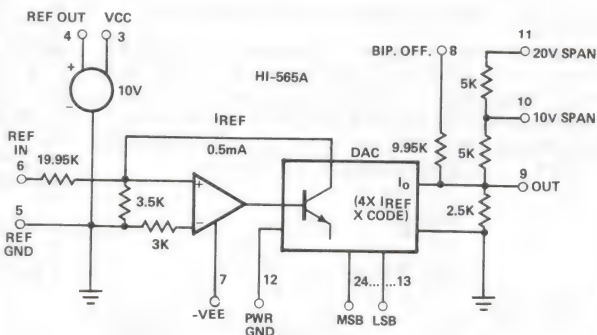 REF OUT VCC
4 3
11
20V SPAN
BIP. OFF. 8
+
10V
HI-565A
5K
−
10
10V SPAN
IREF
REF
IN
6
19.95K
0.5mA
DAC
9.95K
5K
9
OUT
Io
(4X IREF
X CODE)
+
3.5K
2.5K
5
REF
GND
3K
−
7
-VEE
12
PWR
GND
24......13
MSB LSB